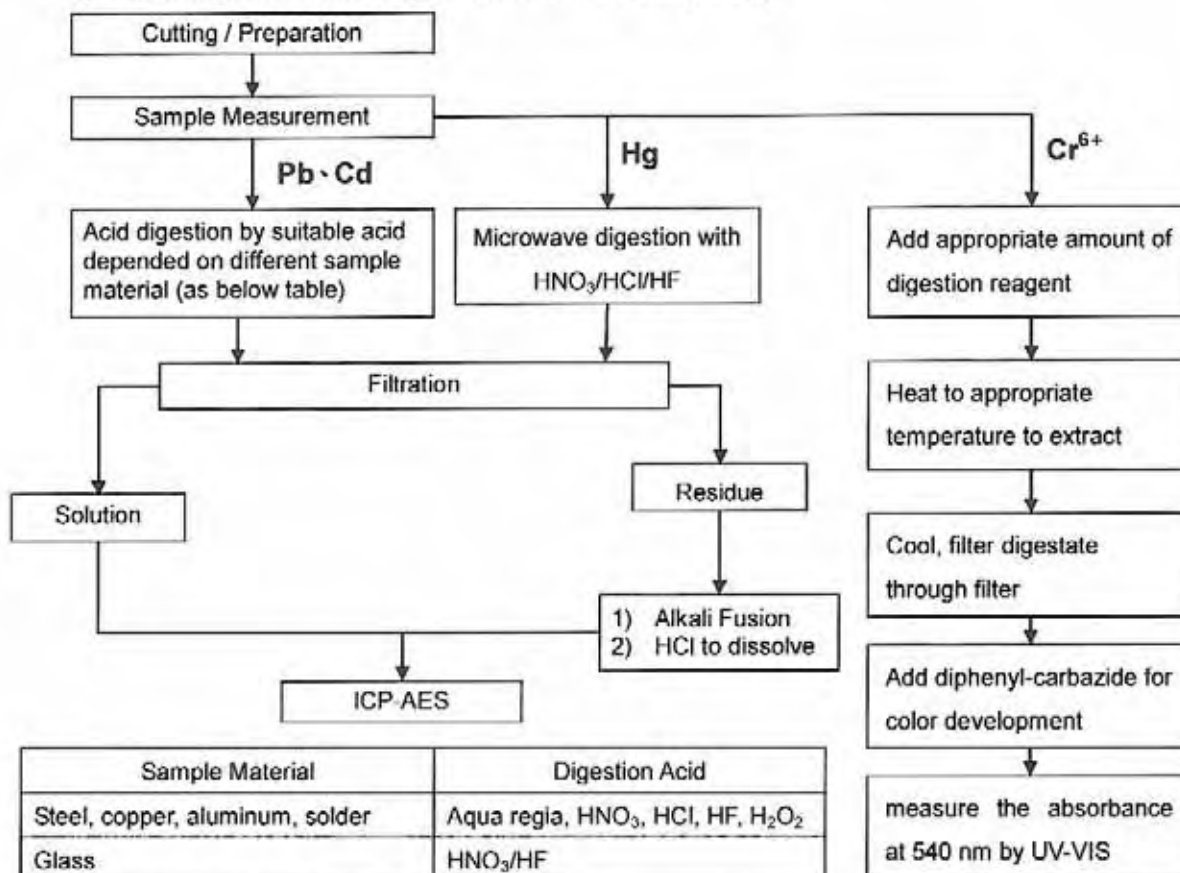 Cutting / Preparation
Sample Measurement
Pb、Cd
Hg
Cr⁶⁺
Acid digestion by suitable acid
depended on different sample
material (as below table)
Microwave digestion with
HNO₃/HCl/HF
Add appropriate amount of
digestion reagent
Filtration
Heat to appropriate
temperature to extract
Solution
Residue
Cool, filter digestate
through filter
1) Alkali Fusion
2) HCl to dissolve
ICP-AES
Add diphenyl-carbazide for
color development
Sample Material Digestion Acid
Steel, copper, aluminum, solder Aqua regia, HNO₃, HCl, HF, H₂O₂
Glass HNO₃/HF
measure the absorbance
at 540 nm by UV-VIS